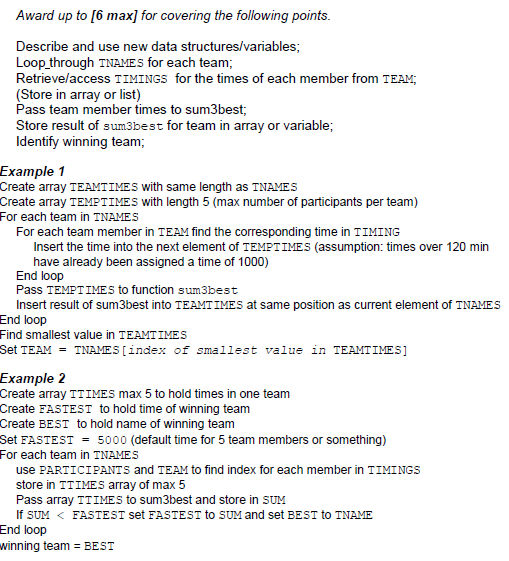 Award up to [6 max] for covering the following points.
Describe and use new data structures/variables;
Loop through TNAMES for each team;
Retrieve/access TIMINGS for the times of each member from TEAM;
(Store in array or list)
Pass team member times to sum3best;
Store result of sum3best for team in array or variable;
Identify winning team;
Example 1
Create array TEAMTIMES with same length as TNAMES
Create array TEMPTIMES with length 5 (max number of participants per team)
For each team in TNAMES
For each team member in TEAM find the corresponding time in TIMING
Insert the time into the next element of TEMPTIMES (assumption: times over 120 min
have already been assigned a time of 1000)
End loop
Pass TEMPTIMES to function sum3best
Insert result of sum3best into TEAMTIMES at same position as current element of TNAMES
End loop
Find smallest value in TEAMTIMES
Set TEAM = TNAMES[index of smallest value in TEAMTIMES]
Example 2
Create array TTIMES max 5 to hold times in one team
Create FASTEST to hold time of winning team
Create BEST to hold name of winning team
Set FASTEST = 5000 (default time for 5 team members or something)
For each team in TNAMES
use PARTICIPANTS and TEAM to find index for each member in TIMINGS
store in TTIMES array of max 5
Pass array TTIMES to sum3best and store in SUM
If SUM < FASTEST set FASTEST to SUM and set BEST to TNAME
End loop
winning team = BEST